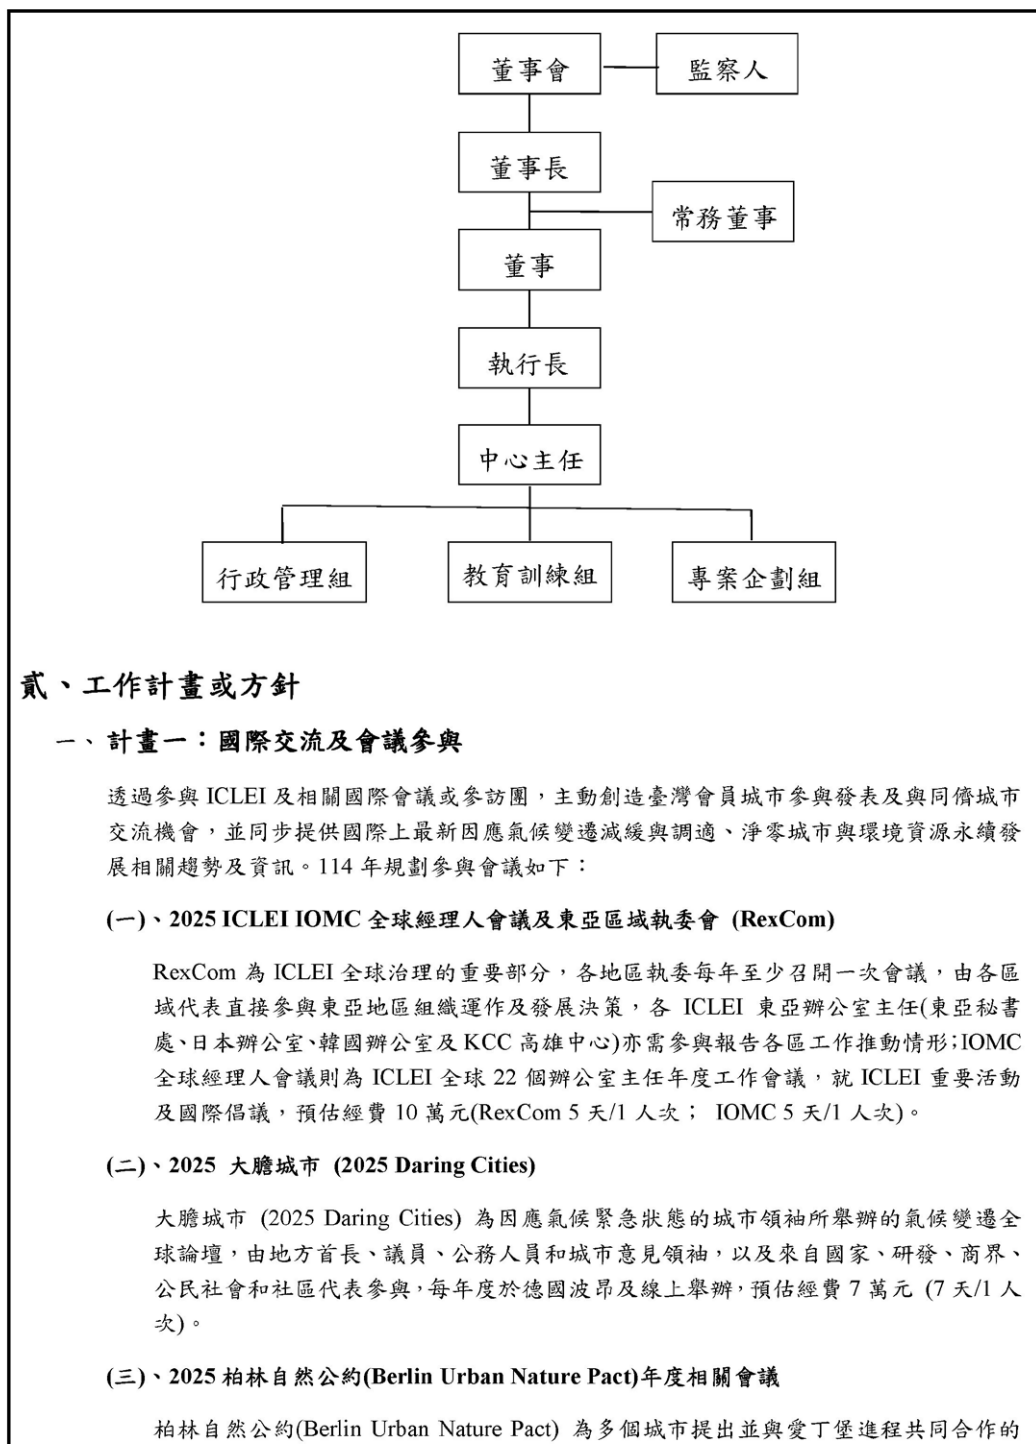 董事會
監察人
董事長
常務董事
董事
執行長
中心主任
行政管理組
教育訓練組
專案企劃組
貳、工作計畫或方針
一、計畫一：國際交流及會議參與
透過參與 ICLEI 及相關國際會議或參訪團，主動創造臺灣會員城市參與發表及與同儕城市
交流機會，並同步提供國際上最新因應氣候變遷減緩與調適、淨零城市與環境資源永續發
展相關趨勢及資訊。114 年規劃參與會議如下：
(一)、2025 ICLEI IOMC 全球經理人會議及東亞區域執委會 (RexCom)
RexCom 為 ICLEI 全球治理的重要部分，各地區執委每年至少召開一次會議，由各區
域代表直接參與東亞地區組織運作及發展決策，各 ICLEI 東亞辦公室主任(東亞秘書
處、日本辦公室、韓國辦公室及 KCC 高雄中心)亦需參與報告各區工作推動情形；IOMC
全球經理人會議則為 ICLEI 全球 22 個辦公室主任年度工作會議，就 ICLEI 重要活動
及國際倡議，預估經費 10 萬元(RexCom 5 天/1 人次； IOMC 5 天/1 人次)。
(二)、2025 大膽城市 (2025 Daring Cities)
大膽城市 (2025 Daring Cities) 為因應氣候緊急狀態的城市領袖所舉辦的氣候變遷全
球論壇，由地方首長、議員、公務人員和城市意見領袖，以及來自國家、研發、商界、
公民社會和社區代表參與，每年度於德國波昂及線上舉辦，預估經費 7 萬元 (7 天/1 人
次)。
(三)、2025 柏林自然公約(Berlin Urban Nature Pact)年度相關會議
柏林自然公約(Berlin Urban Nature Pact) 為多個城市提出並與愛丁堡進程共同合作的